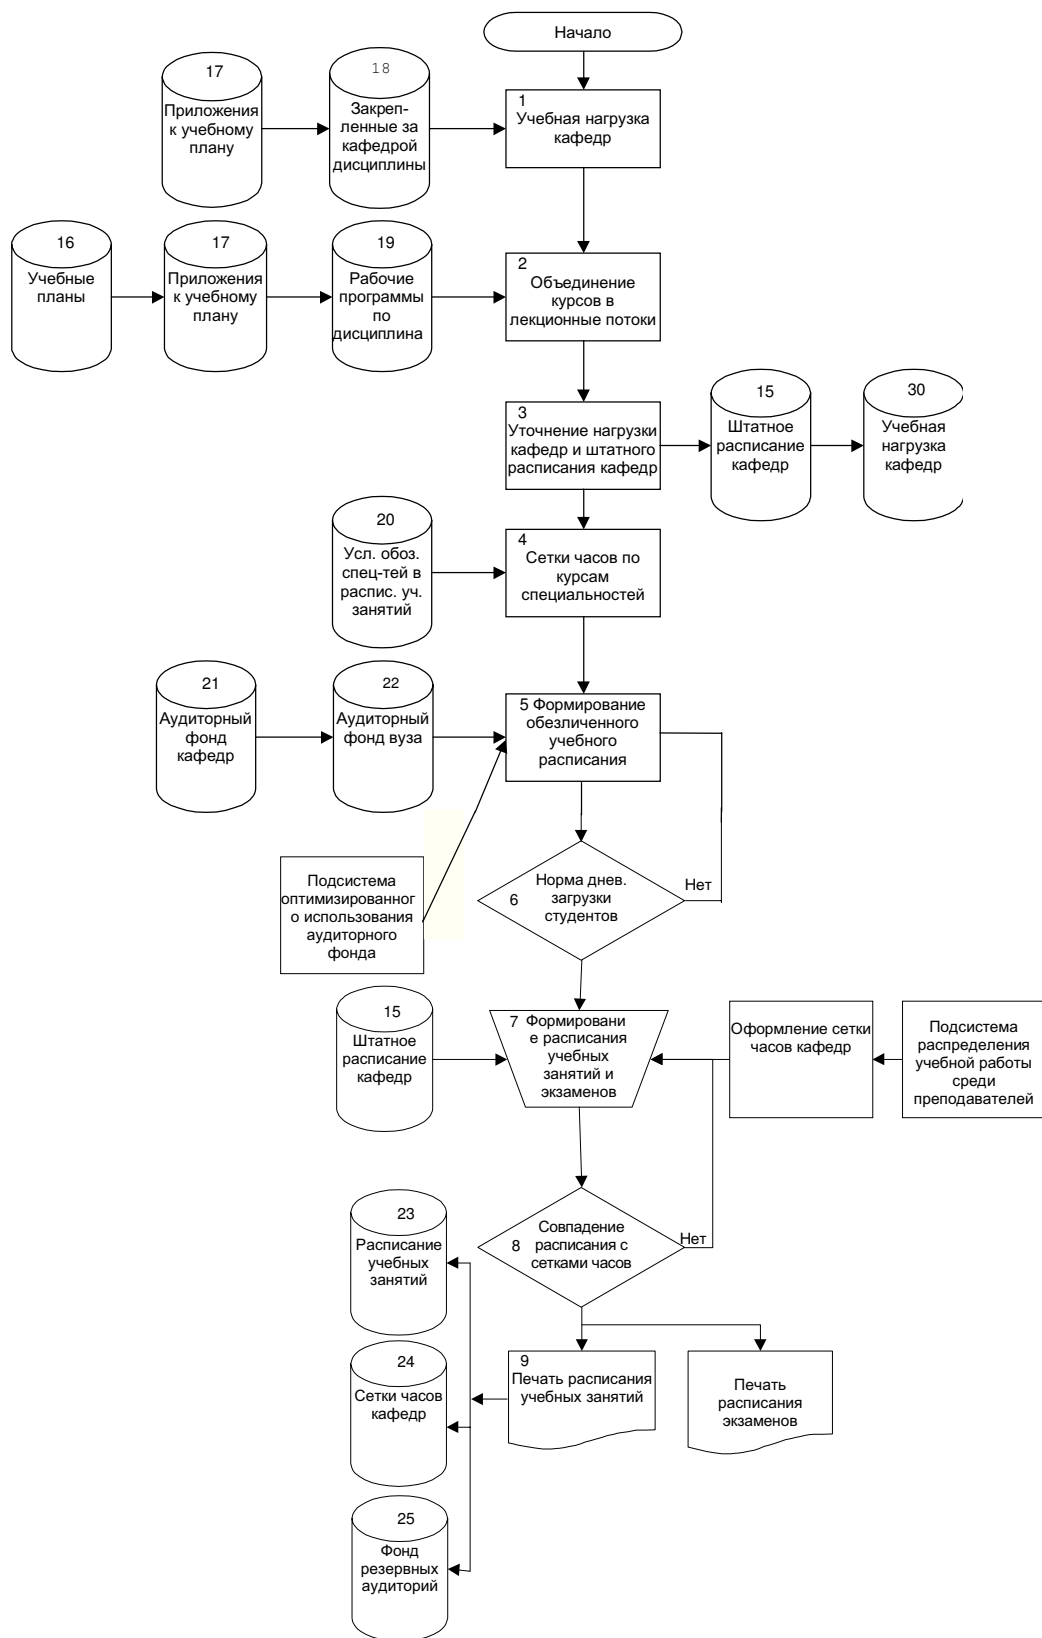 Начало
17
Приложения
к учебному
плану
18
Закреп-
ленные за
кафедрой
дисциплины
1
Учебная нагрузка
кафедр
16
Учебные
планы
17
Приложения
к учебному
плану
19
Рабочие
программы
по
дисциплина
2
Объединение
курсов в
лекционные потоки
3
Уточнение нагрузки
кафедр и штатного
расписания кафедр
15
Штатное
расписание
кафедр
30
Учебная
нагрузка
кафедр
20
Усл. обоз.
спец-тей в
распис. уч.
занятий
4
Сетки часов по
курсам
специальностей
21
Аудиторный
фонд
кафедр
22
Аудиторный
фонд вуза
5 Формирование
обезличенного
учебного
расписания
Подсистема
оптимизированног
о использования
аудиторного
фонда
6
Норма днев.
загрузки
студентов
Нет
15
Штатное
расписание
кафедр
7 Формировани
е расписания
учебных
занятий и
экзаменов
Оформление сетки
часов кафедр
Подсистема
распределения
учебной работы
среди
преподавателей
8
Совпадение
расписания с
сетками часов
Нет
23
Расписание
учебных
занятий
24
Сетки часов
кафедр
9
Печать расписания
учебных занятий
Печать
расписания
экзаменов
25
Фонд
резервных
аудиторий